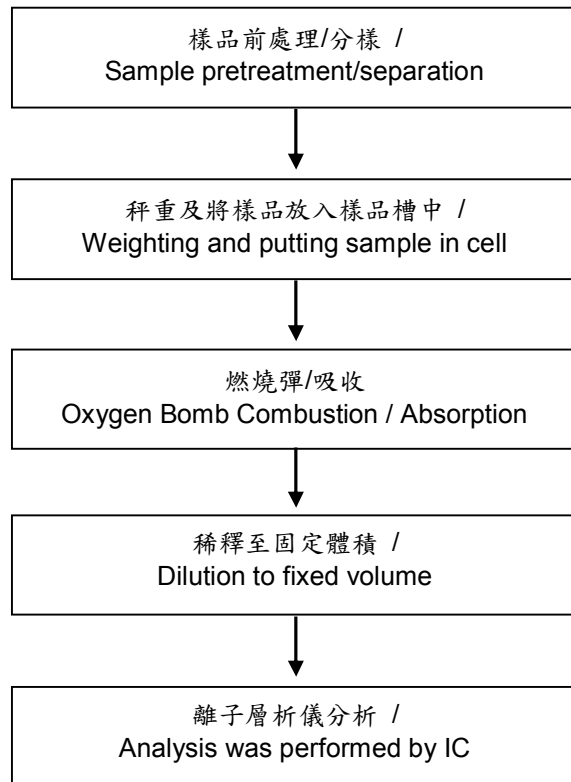 樣品前處理/分樣 /
Sample pretreatment/separation
秤重及將樣品放入樣品槽中 /
Weighting and putting sample in cell
燃燒彈/吸收
Oxygen Bomb Combustion / Absorption
稀釋至固定體積 /
Dilution to fixed volume
離子層析儀分析 /
Analysis was performed by IC